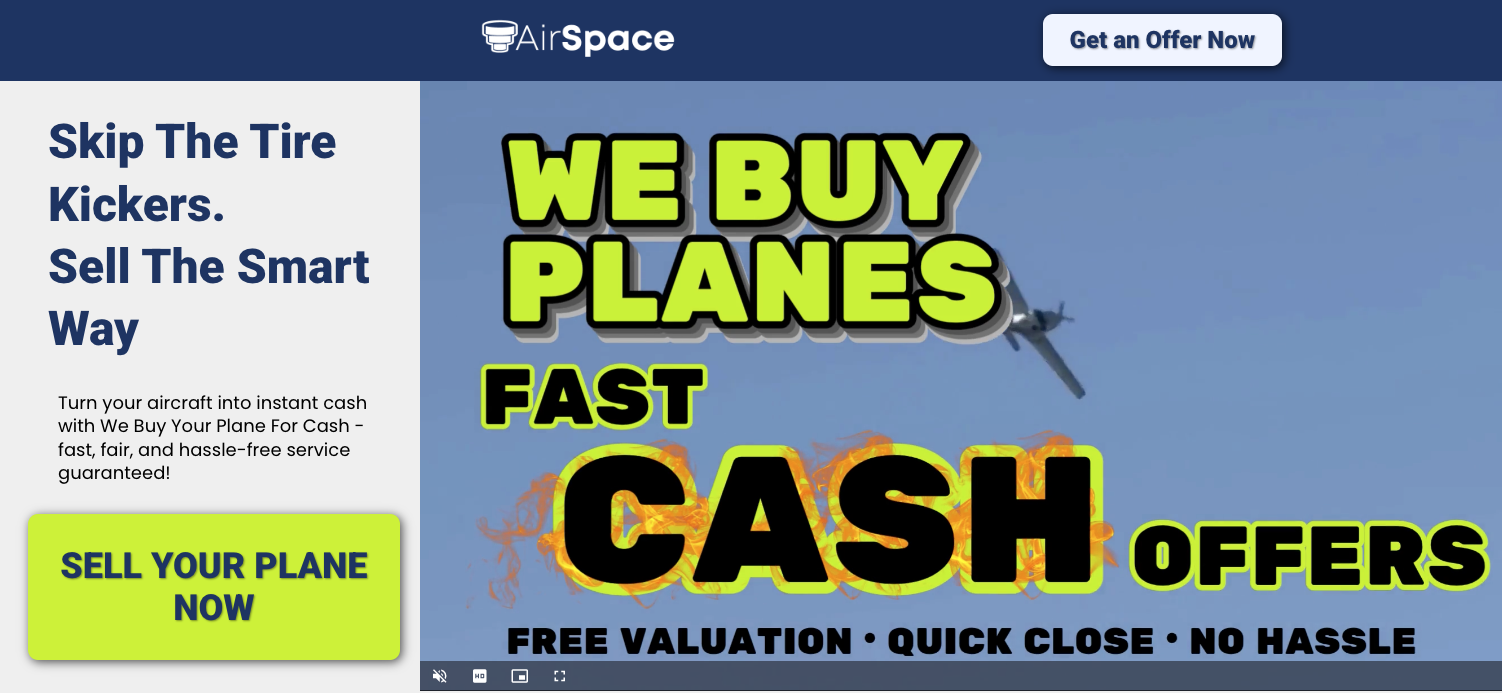 AirSpace
Get an Offer Now
Skip The Tire
Kickers.
Sell The Smart
Way
Turn your aircraft into instant cash
with We Buy Your Plane For Cash -
fast, fair, and hassle-free service
guaranteed!
SELL YOUR PLANE
NOW
WE BUY
PLANES
FAST
CASH OFFERS
FREE VALUATION • QUICK CLOSE • NO HASSLE
HD